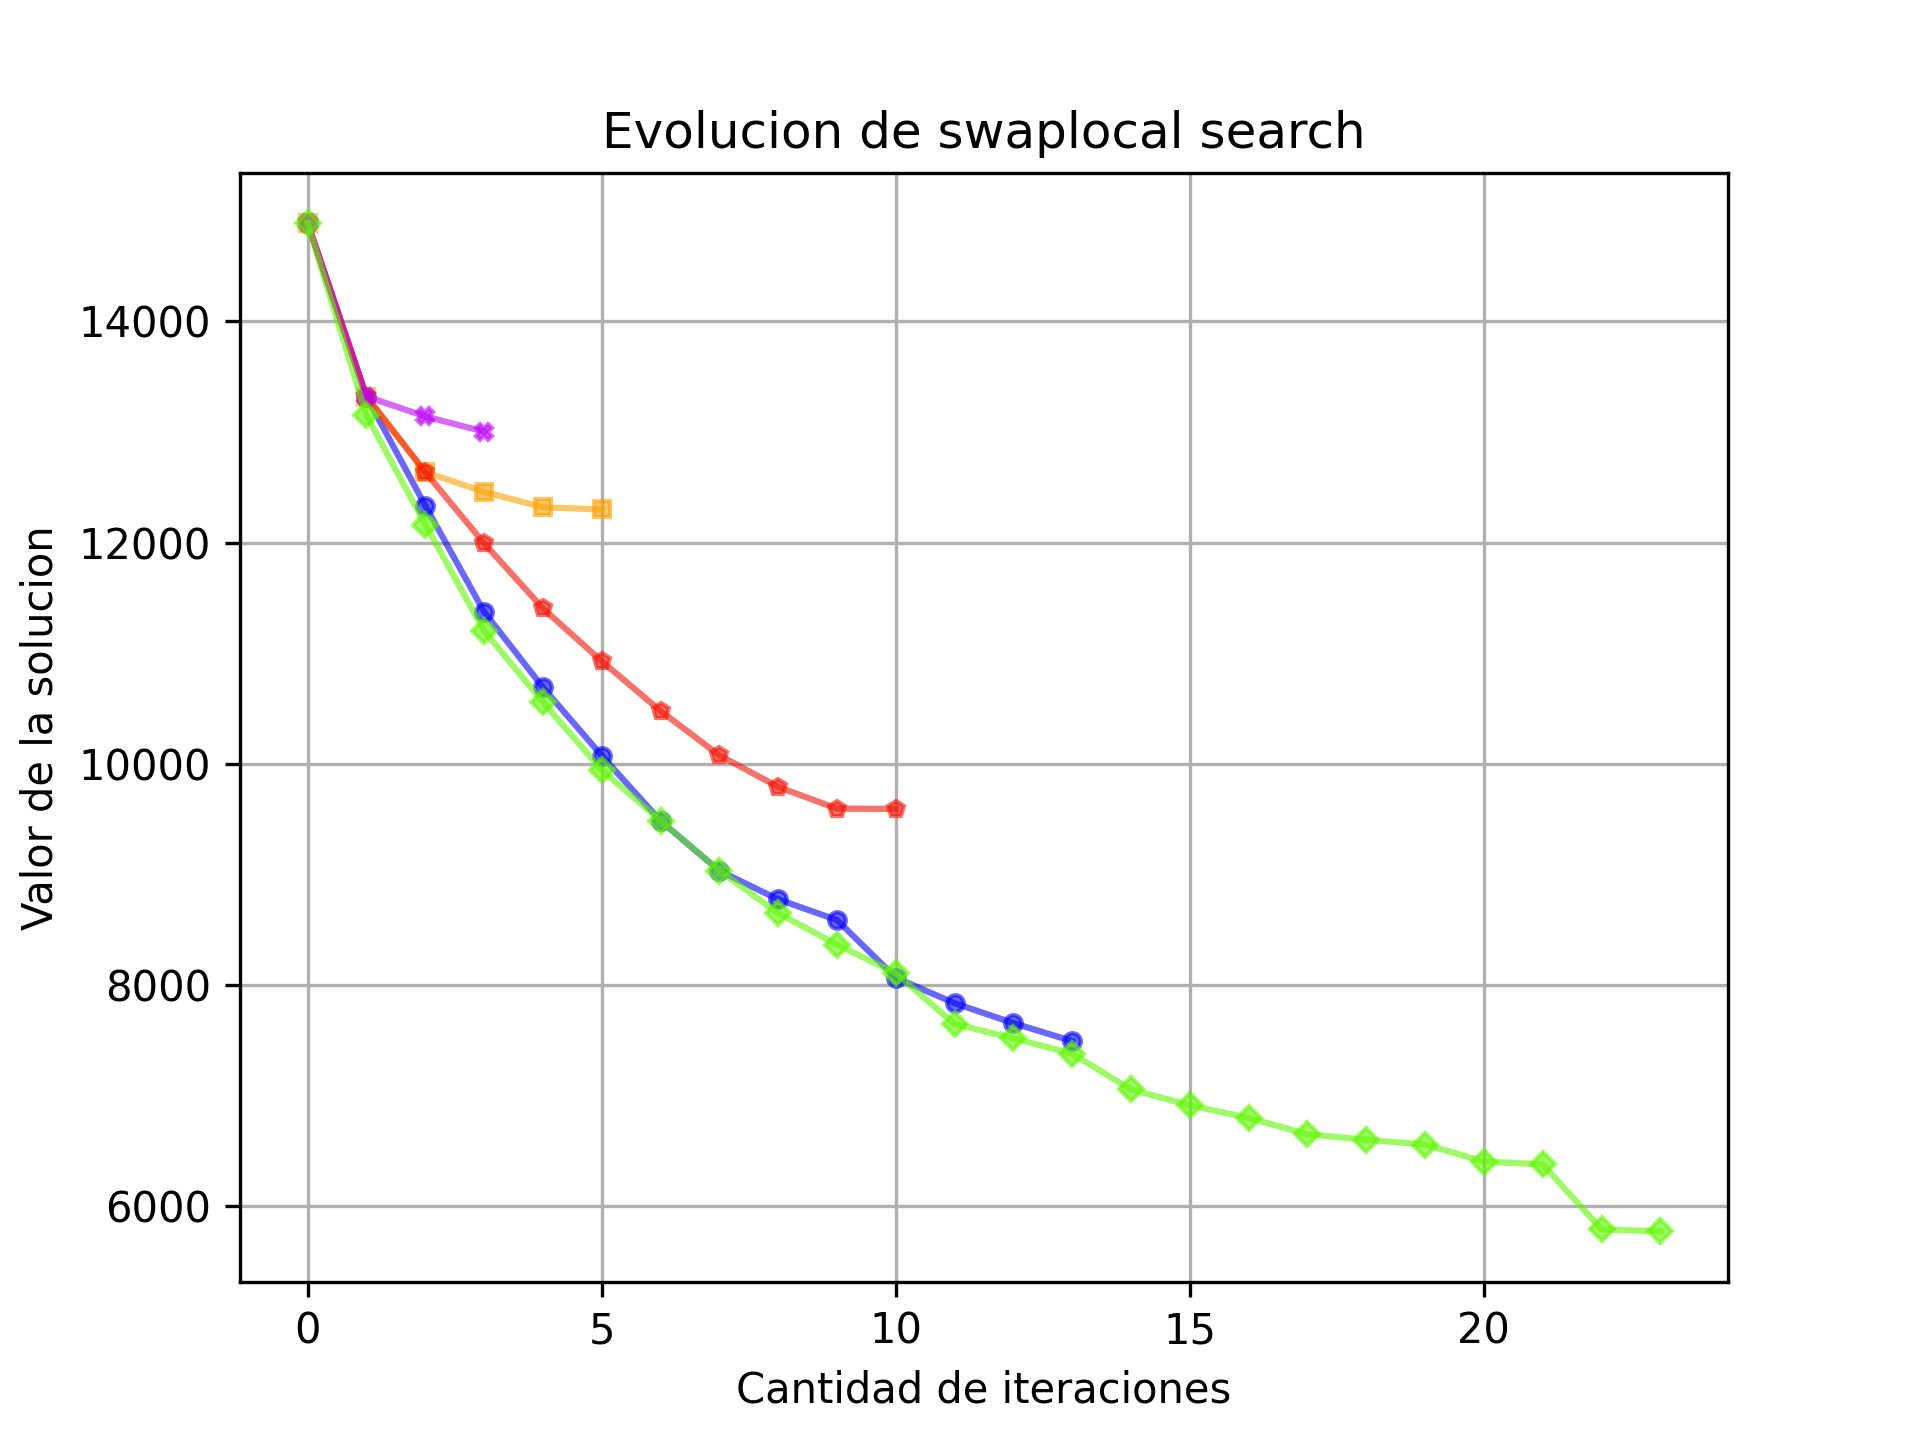 Evolucion de swaplocal search
Valor de la solucion
14000
12000
10000
8000
6000
0 5 10 15 20
Cantidad de iteraciones